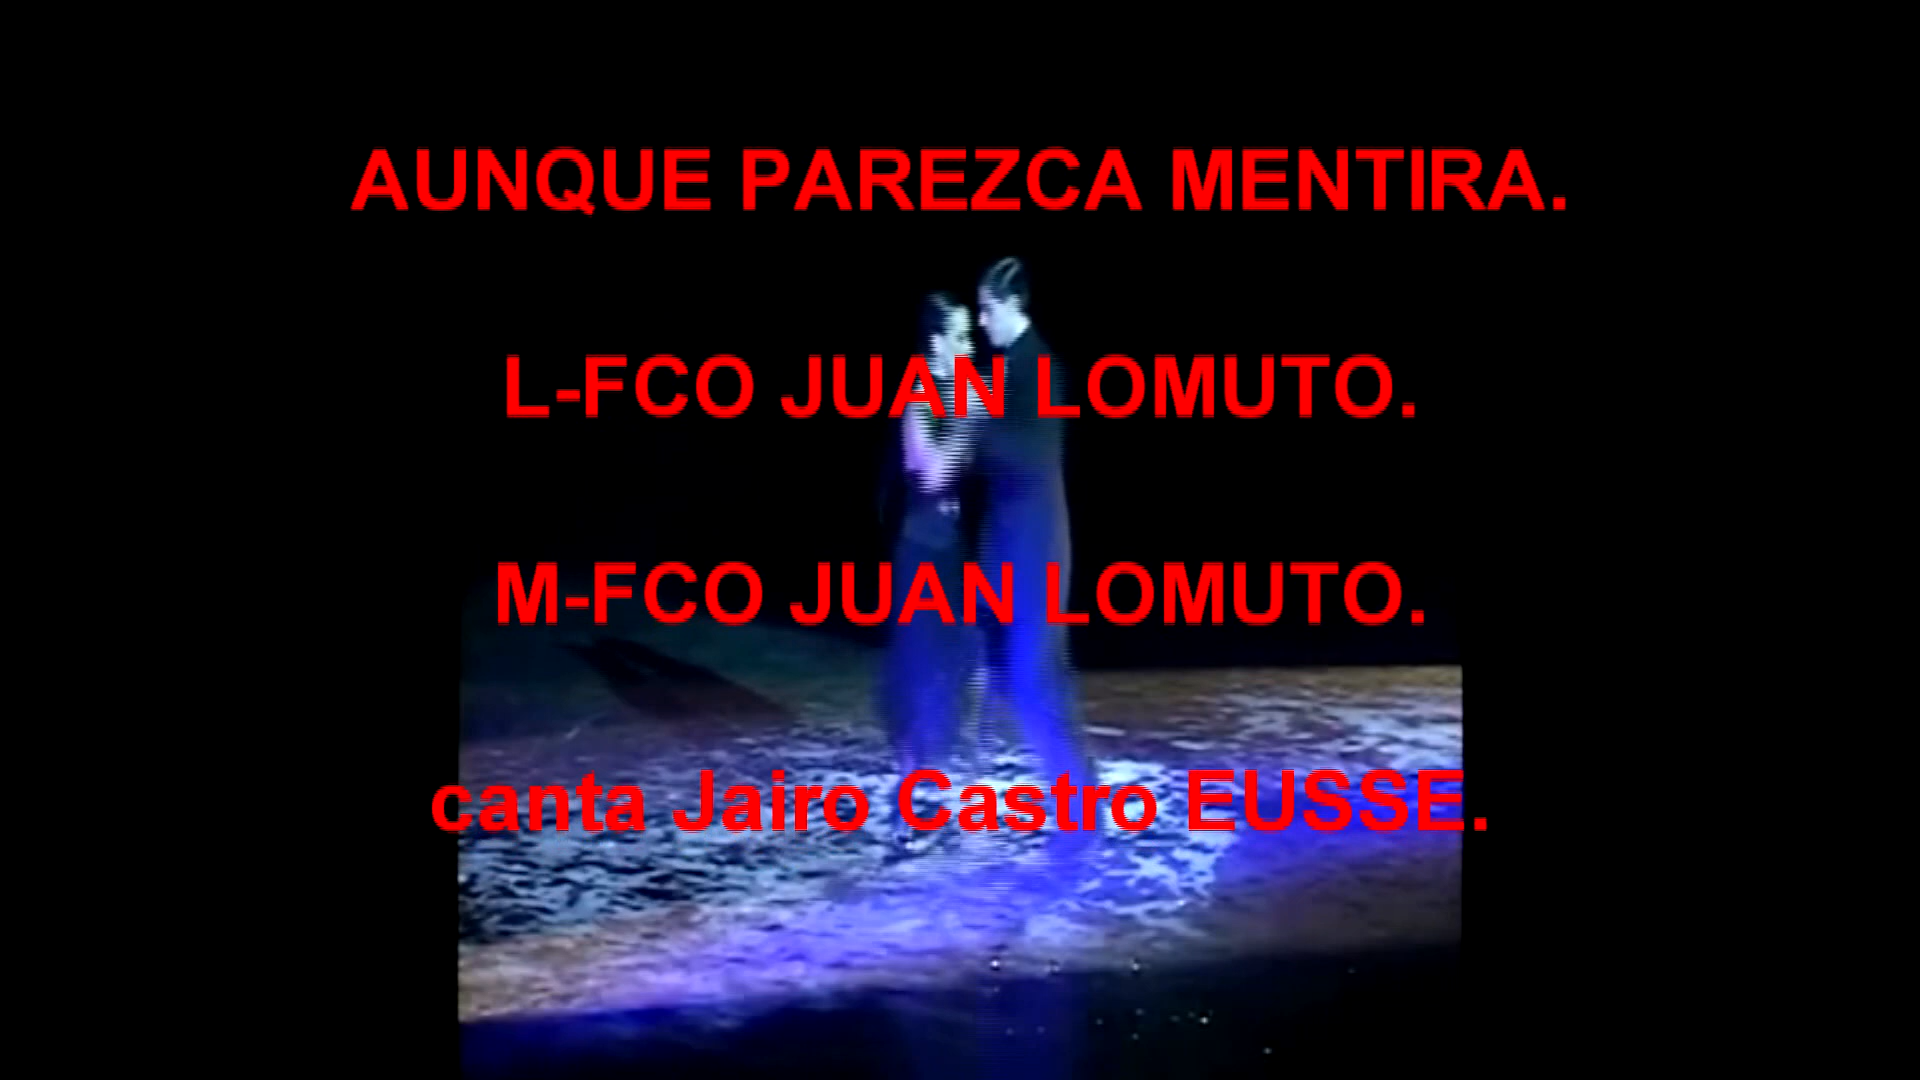 AUNQUE PAREZCA MENTIRA.
L-FCO JUAN LOMUTO.
M-FCO JUAN LOMUTO.
canta Jairo Castro EUSSE.